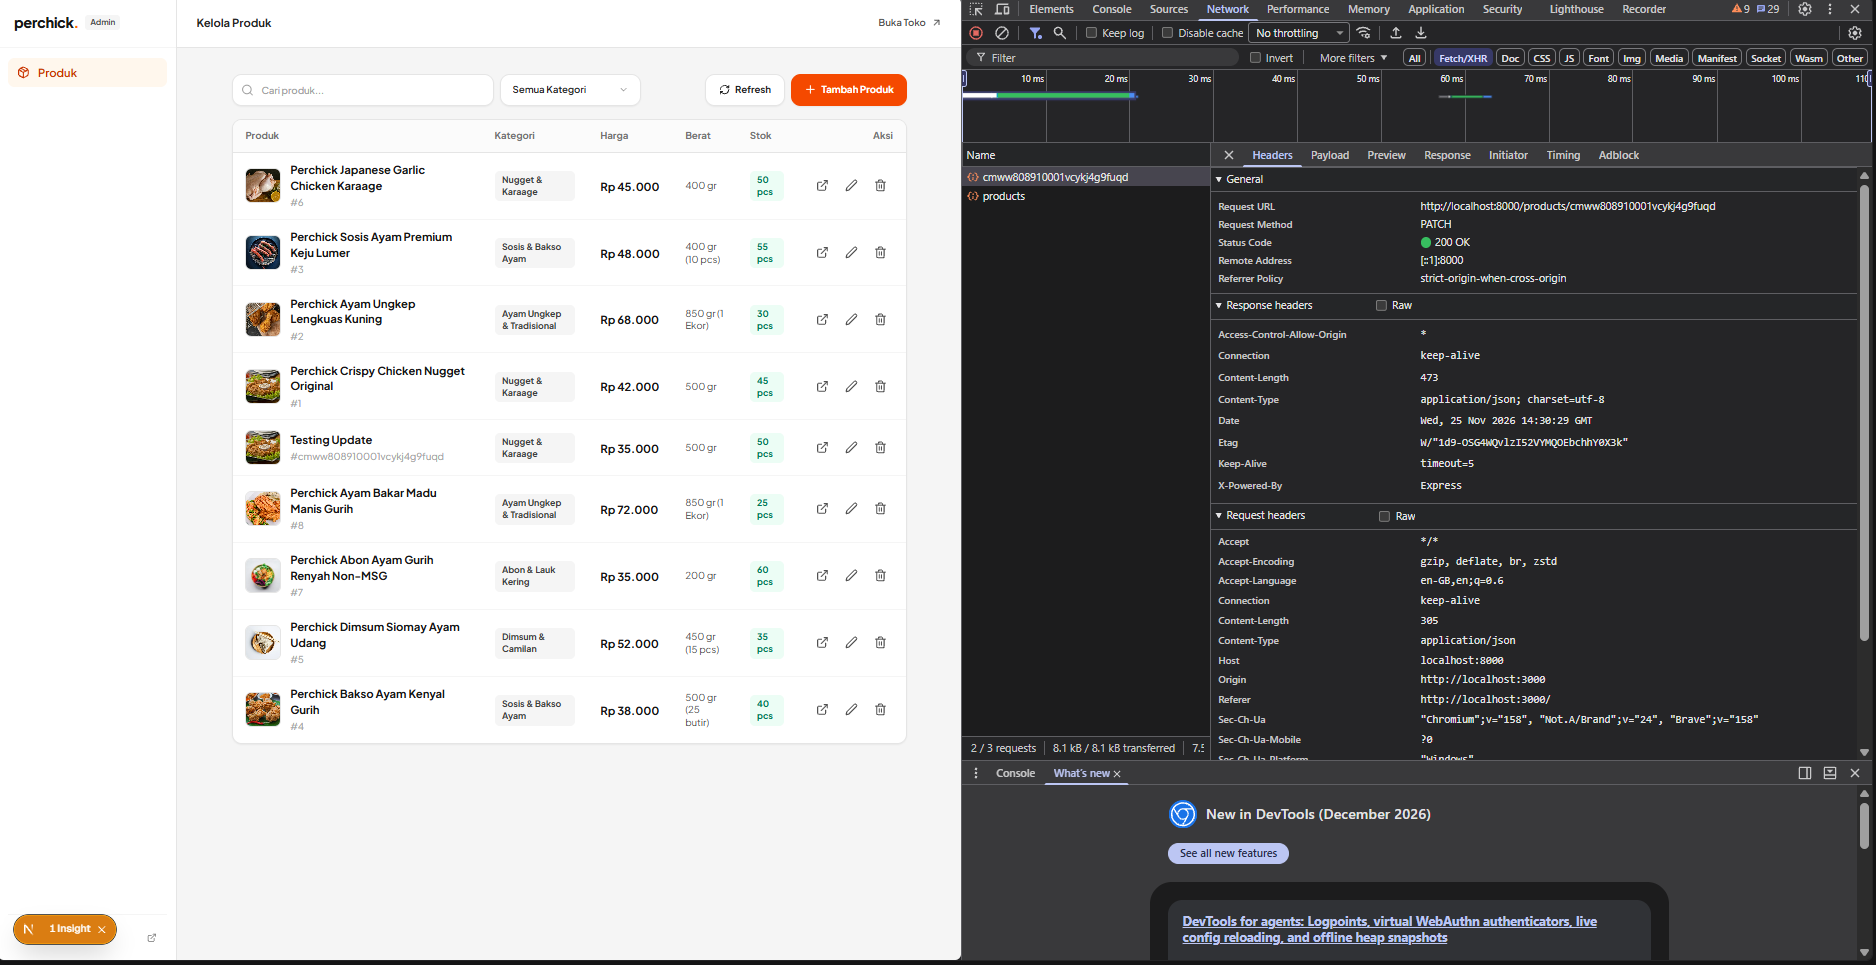 perchick. Admin
Kelola Produk
Buka Toko
Produk
Cari produk...
Semua Kategori
Refresh
Tambah Produk
Produk Kategori Harga Berat Stok Aksi
Perchick Japanese Garlic
Chicken Karaage
#6
Nugget &
Karaage
Rp 45.000
400 gr
50
pcs
Perchick Sosis Ayam Premium
Keju Lumer
#3
Sosis & Bakso
Ayam
Rp 48.000
400 gr
(10 pcs)
55
pcs
Perchick Ayam Ungkep
Lengkuas Kuning
#2
Ayam Ungkep
& Tradisional
Rp 68.000
850 gr (1
Ekor)
30
pcs
Perchick Crispy Chicken Nugget
Original
#1
Nugget &
Karaage
Rp 42.000
500 gr
45
pcs
Testing Update
#cmww808910001vcykj4g9fuqd
Nugget &
Karaage
Rp 35.000
500 gr
50
pcs
Perchick Ayam Bakar Madu
Manis Gurih
#8
Ayam Ungkep
& Tradisional
Rp 72.000
850 gr (1
Ekor)
25
pcs
Perchick Abon Ayam Gurih
Renyah Non-MSG
#7
Abon & Lauk
Kering
Rp 35.000
200 gr
60
pcs
Perchick Dimsum Siomay Ayam
Udang
#5
Dimsum &
Camilan
Rp 52.000
450 gr
(15 pcs)
35
pcs
Perchick Bakso Ayam Kenyal
Gurih
#4
Sosis & Bakso
Ayam
Rp 38.000
500 gr
(25
butir)
40
pcs
N 1 Insight
Elements Console Sources Network Performance Memory Application Security Lighthouse Recorder 9 29
Keep log Disable cache No throttling
Filter Invert More filters All Fetch/XHR Doc CSS JS Font Img Media Manifest Socket Wasm Other
10 ms 20 ms 30 ms 40 ms 50 ms 60 ms 70 ms 80 ms 90 ms 100 ms 110
Name
cmww808910001vcykj4g9fuqd
products
Headers Payload Preview Response Initiator Timing Adblock
General
Request URL http://localhost:8000/products/cmww808910001vcykj4g9fuqd
Request Method PATCH
Status Code 200 OK
Remote Address [::1]:8000
Referrer Policy strict-origin-when-cross-origin
Response headers Raw
Access-Control-Allow-Origin *
Connection keep-alive
Content-Length 473
Content-Type application/json; charset=utf-8
Date Wed, 25 Nov 2026 14:30:29 GMT
Etag W/"1d9-OSG4WQvlzI52VYMQOEbchhY0X3k"
Keep-Alive timeout=5
X-Powered-By Express
Request headers Raw
Accept */*
Accept-Encoding gzip, deflate, br, zstd
Accept-Language en-GB,en;q=0.6
Connection keep-alive
Content-Length 305
Content-Type application/json
Host localhost:8000
Origin http://localhost:3000
Referer http://localhost:3000/
Sec-Ch-Ua "Chromium";v="158", "Not.A/Brand";v="24", "Brave";v="158"
Sec-Ch-Ua-Mobile ?0
Sec-Ch-Ua-Platform "Windows"
2 / 3 requests 8.1 kB / 8.1 kB transferred 7.5
Console What's new
New in DevTools (December 2026)
See all new features
DevTools for agents: Logpoints, virtual WebAuthn authenticators, live
config reloading, and offline heap snapshots